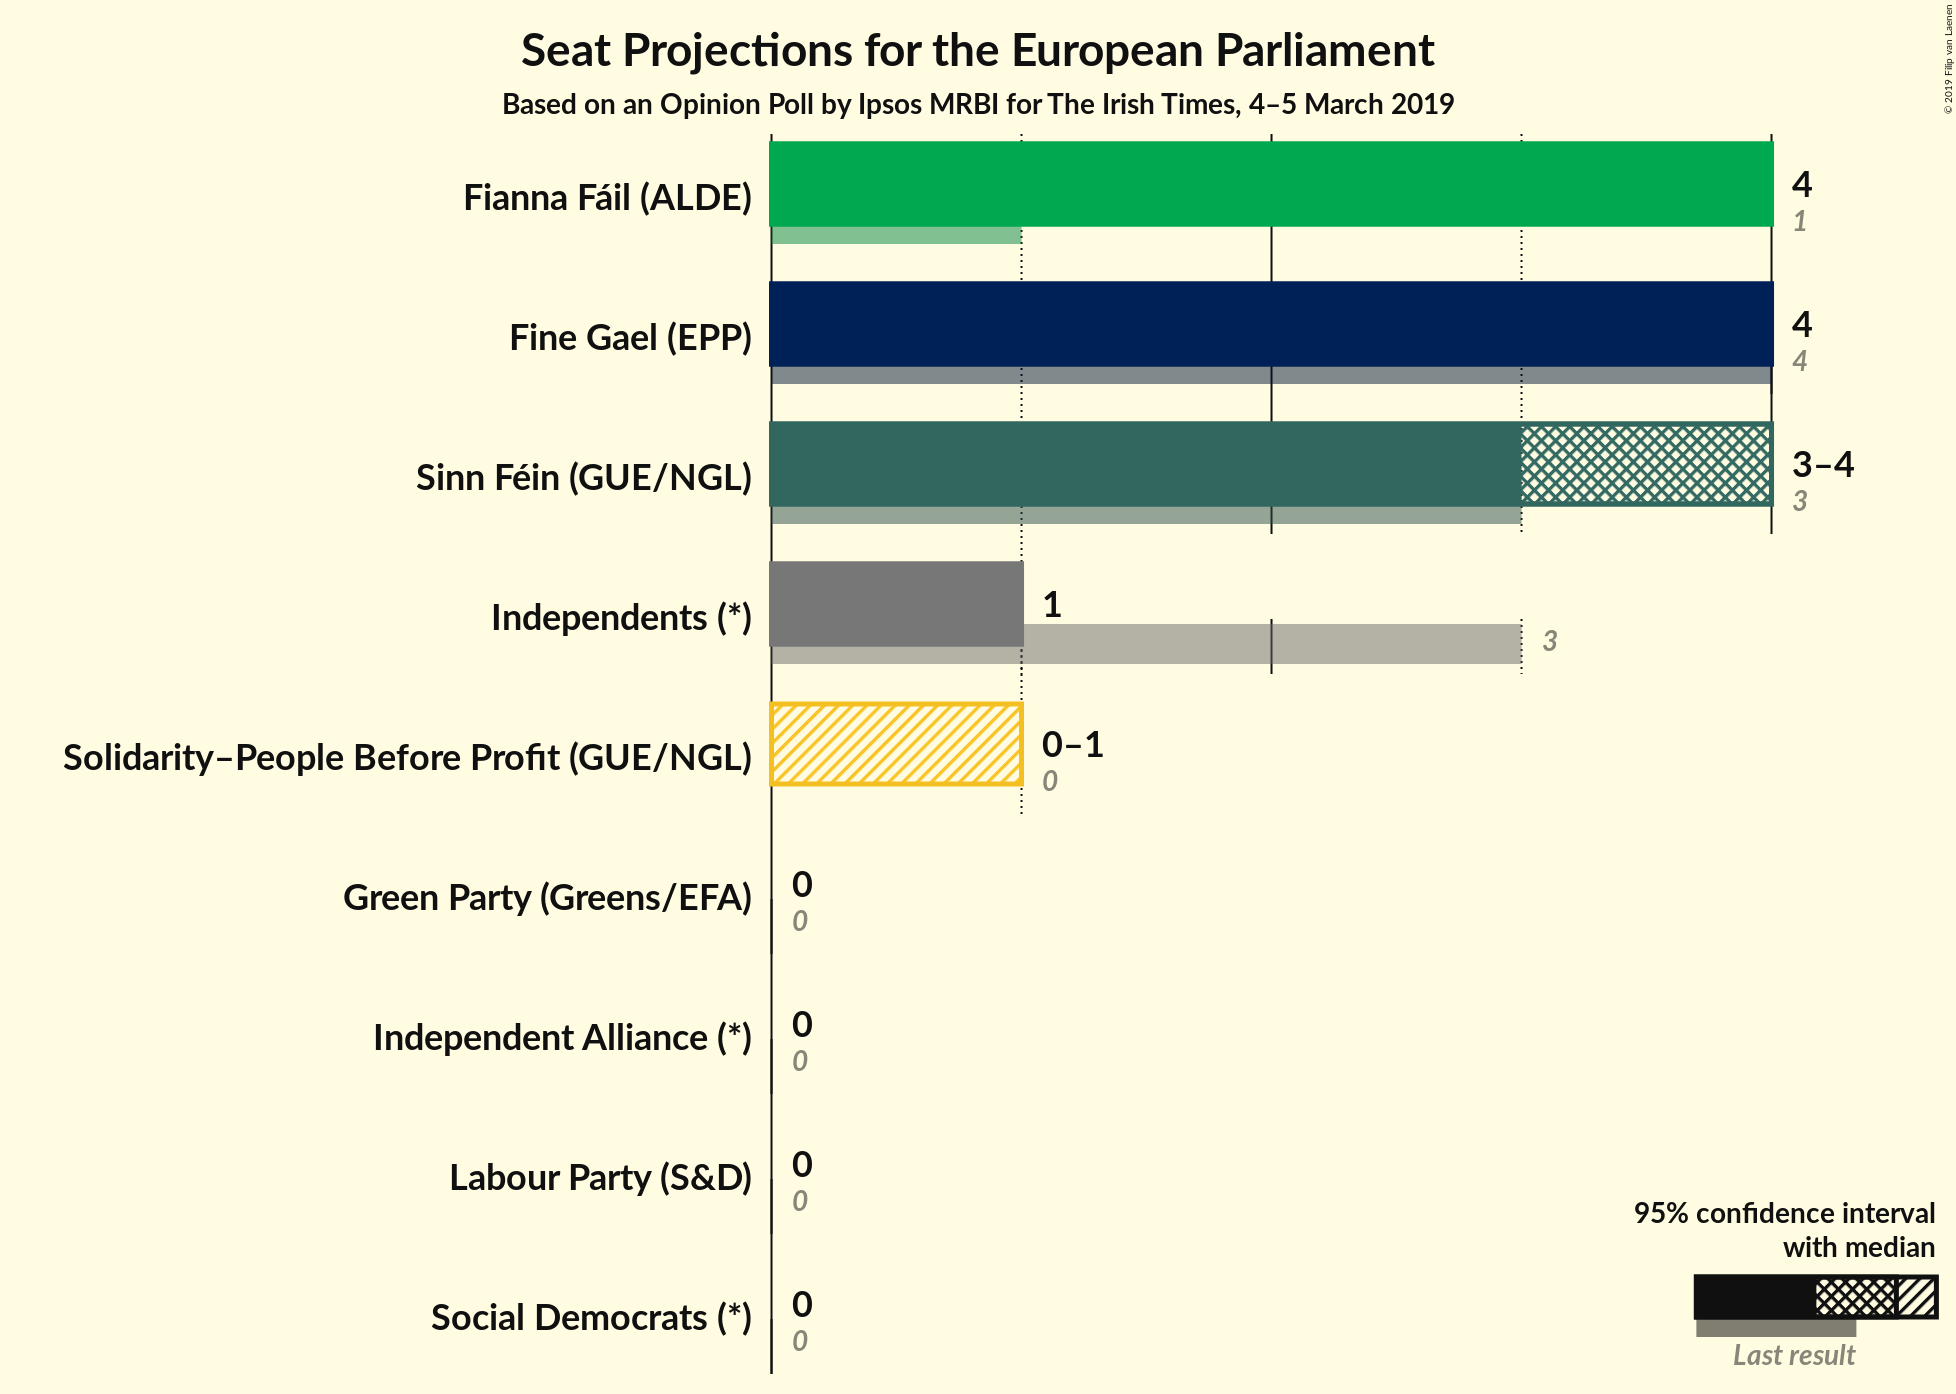 Seat Projections for the European Parliament
Based on an Opinion Poll by Ipsos MRBI for The Irish Times, 4–5 March 2019
© 2019 Filip van Laenen
Fianna Fáil (ALDE)
4
1
Fine Gael (EPP)
4
4
Sinn Féin (GUE/NGL)
3–4
3
Independents (*)
1
3
Solidarity–People Before Profit (GUE/NGL)
0–1
0
Green Party (Greens/EFA)
0
0
Independent Alliance (*)
0
0
Labour Party (S&D)
0
0
Social Democrats (*)
0
0
95% confidence interval
with median
Last result